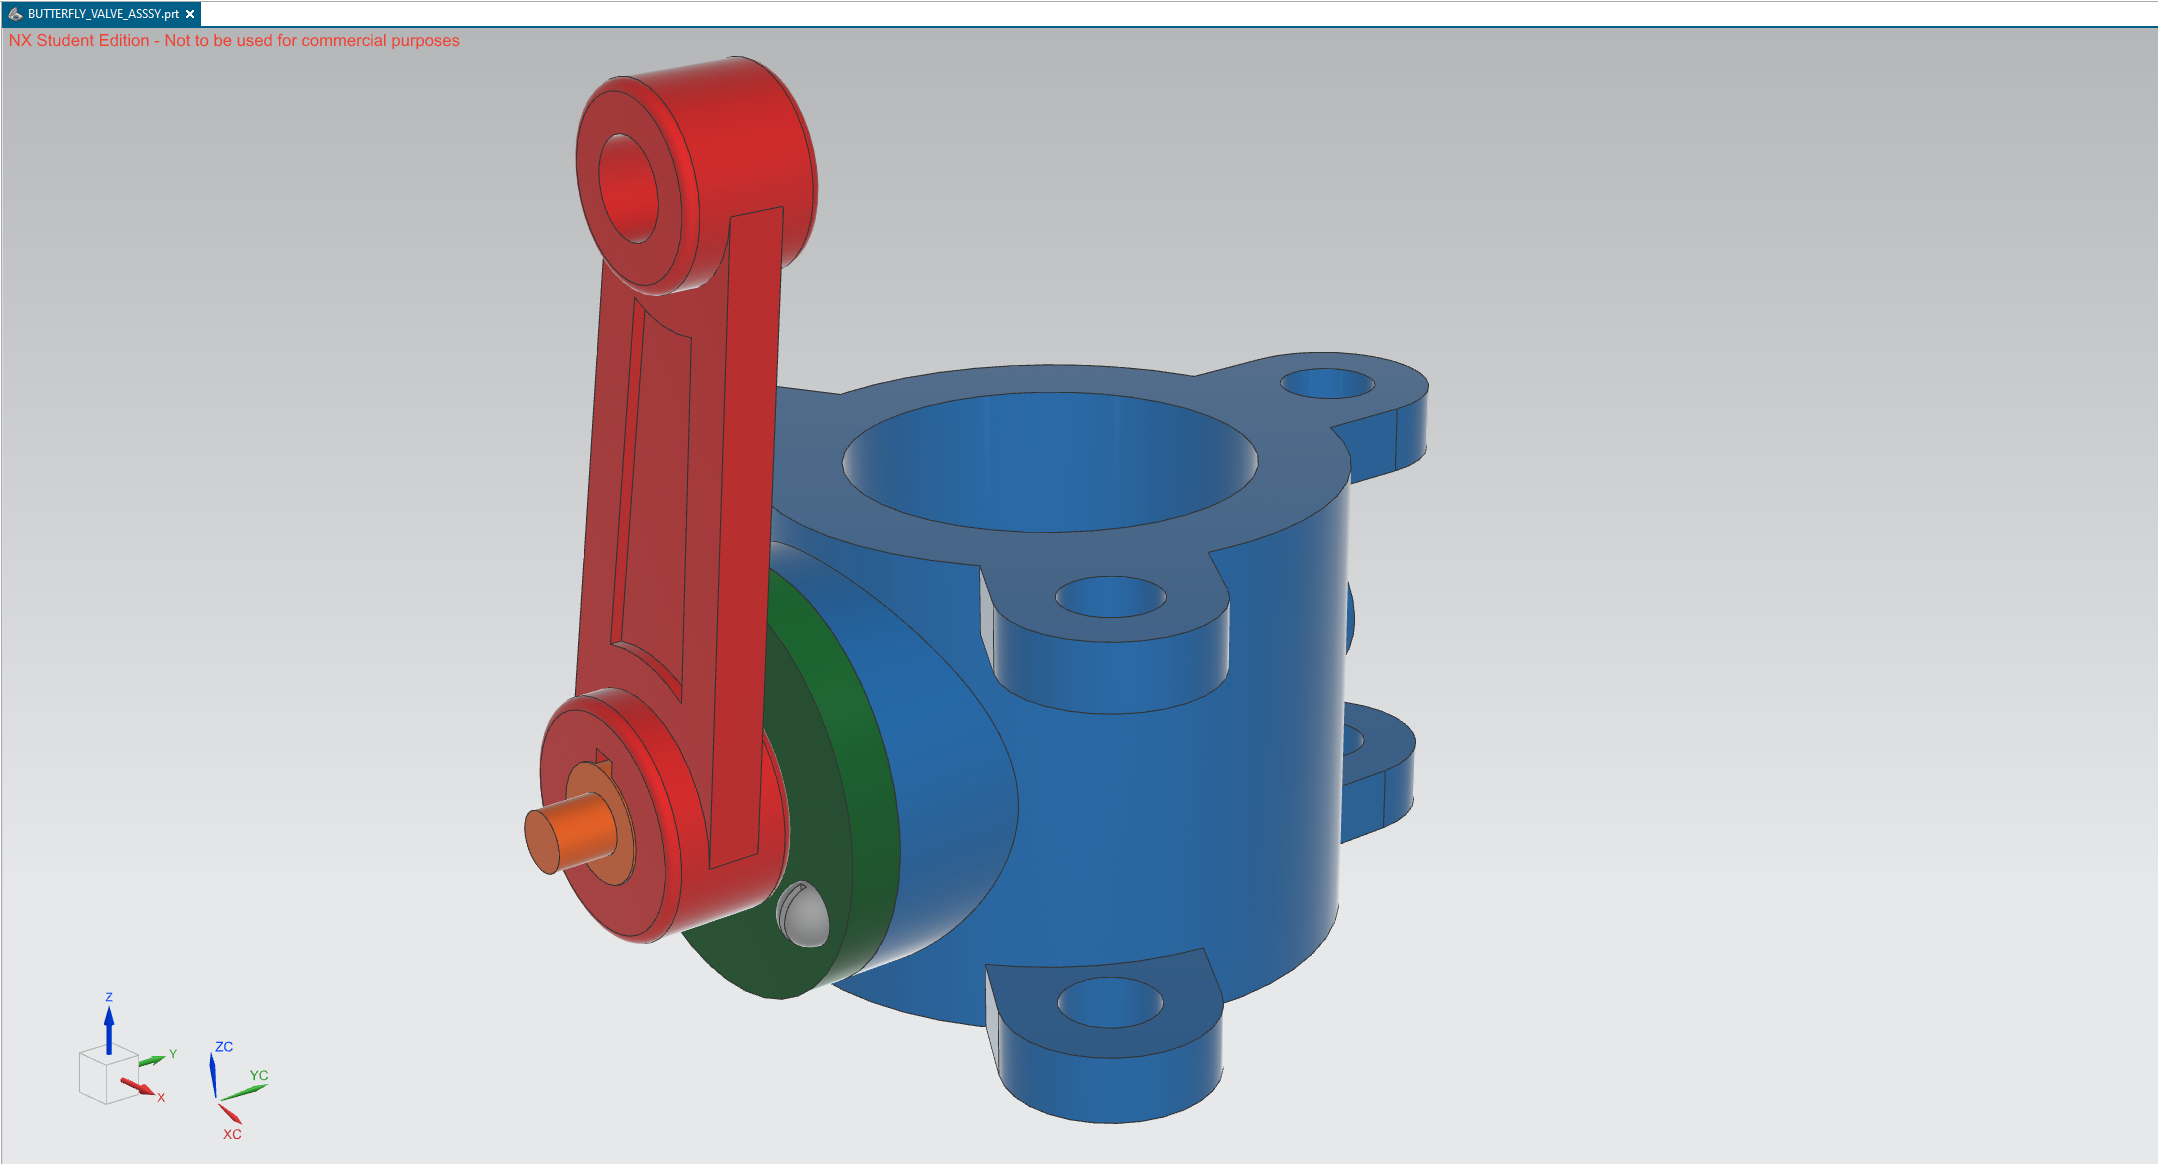 BUTTERFLY_VALVE_ASSSY.prt
NX Student Edition - Not to be used for commercial purposes
Z
Y
X
ZC
YC
XC